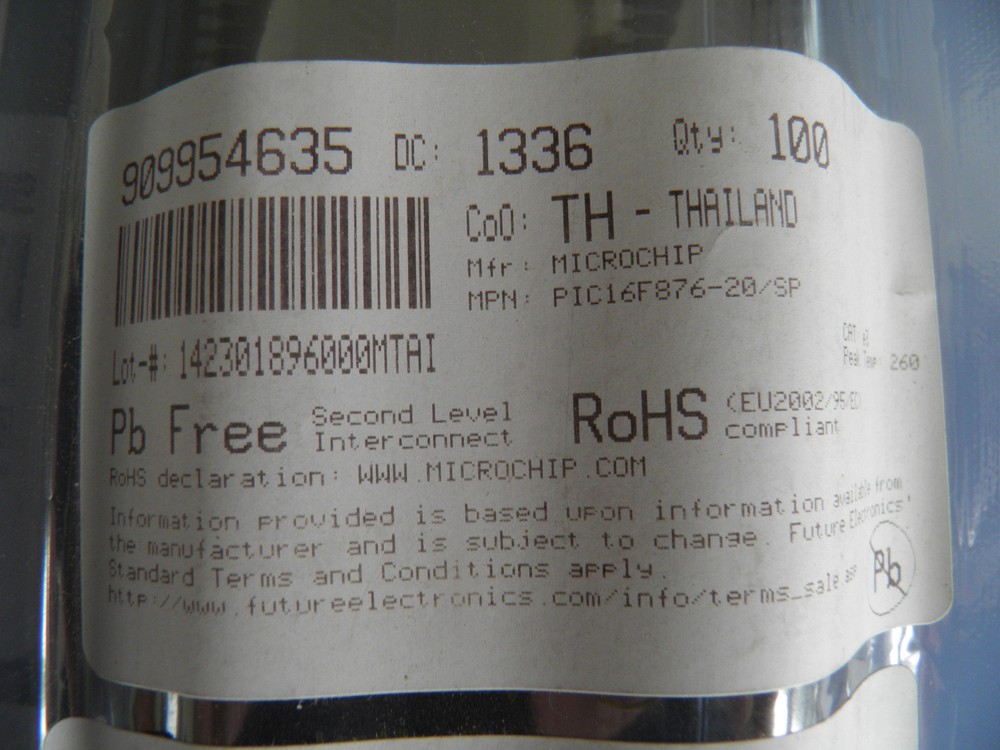 909954635 DC: 1336 Qty: 100
CoO: TH - THAILAND
Mfr: MICROCHIP
MPN: PIC16F876-20/SP
Lot-#: 142301896000MTAI
CAT e3
Peak Temp: 260
Pb Free Second Level Interconnect
RoHS (EU2002/95/EC) compliant
RoHS declaration: WWW.MICROCHIP.COM
Information provided is based upon information available from
the manufacturer and is subject to change. Future Electronics'
Standard Terms and Conditions apply.
http://www.futureelectronics.com/info/terms_sale.asp
Pb